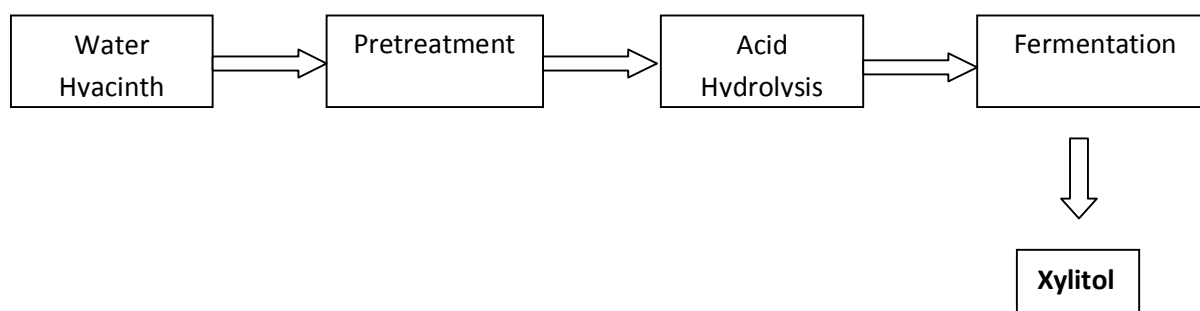 Water
Hyacinth
Pretreatment
Acid
Hydrolysis
Fermentation
Xylitol